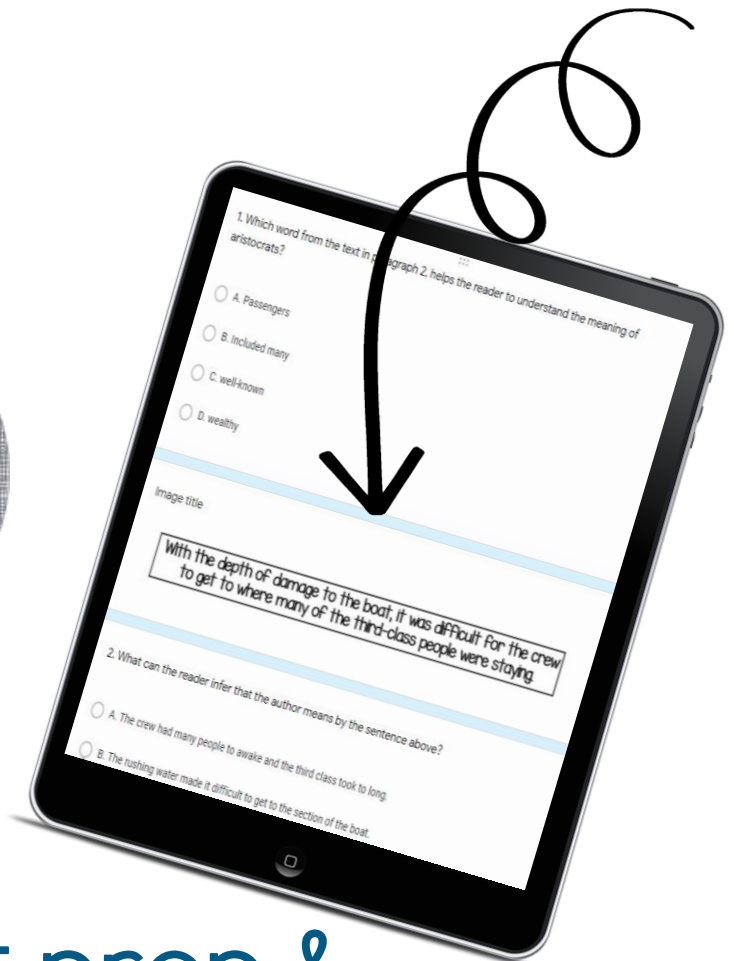 1. Which word from the text in paragraph 2, helps the reader to understand the meaning of
aristocrats?
A. Passengers
B. Included many
C. well-known
D. wealthy
Image title
With the depth of damage to the boat, it was difficult for the crew
to get to where many of the third-class people were staying.
2. What can the reader infer that the author means by the sentence above?
A. The crew had many people to awake and the third class took to long.
B. The rushing water made it difficult to get to the section of the boat.
prep &